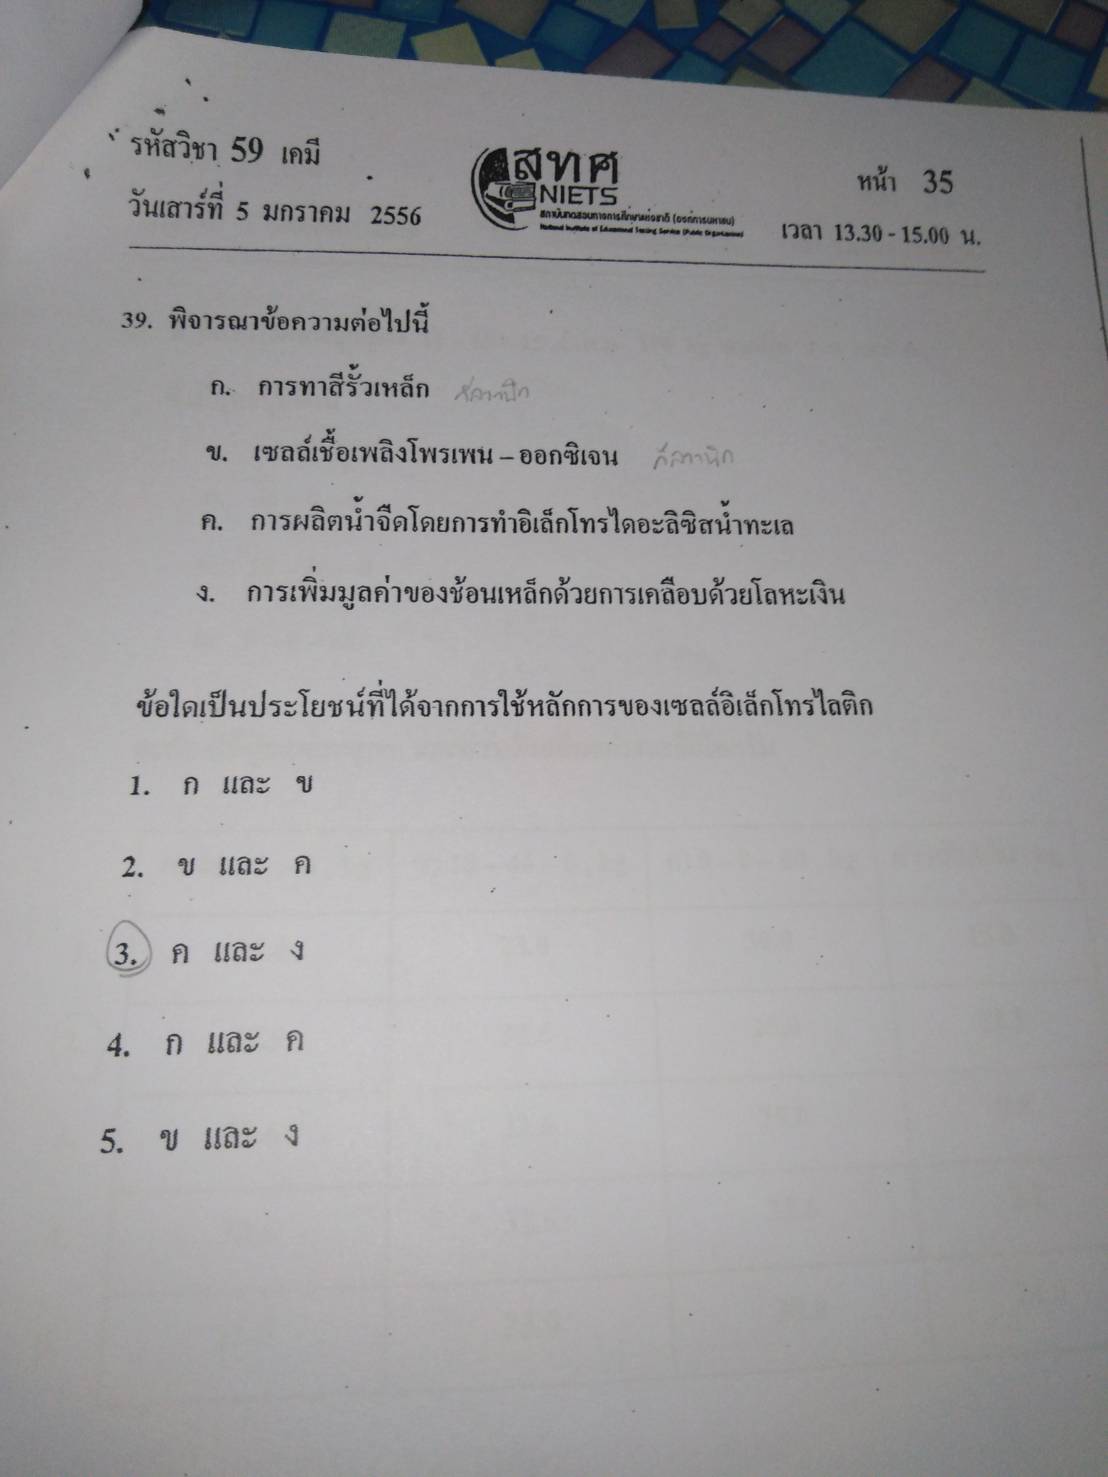 รหัสวิชา 59 เคมี
สทศ
NIETS
สถาบันทดสอบทางการศึกษาแห่งชาติ (องค์การมหาชน)
National Institute of Educational Testing Service (Public Organization)
หน้า 35
วันเสาร์ที่ 5 มกราคม 2556
เวลา 13.30 - 15.00 น.
39. พิจารณาข้อความต่อไปนี้
ก. การทาสีรั้วเหล็ก
ข. เซลล์เชื้อเพลิงโพรเพน – ออกซิเจน
ค. การผลิตน้ำจืดโดยการทำอิเล็กโทรไดอะลิซิสน้ำทะเล
ง. การเพิ่มมูลค่าของช้อนเหล็กด้วยการเคลือบด้วยโลหะเงิน
ข้อใดเป็นประโยชน์ที่ได้จากการใช้หลักการของเซลล์อิเล็กโทรไลติก
1. ก และ ข
2. ข และ ค
3. ค และ ง
4. ก และ ค
5. ข และ ง